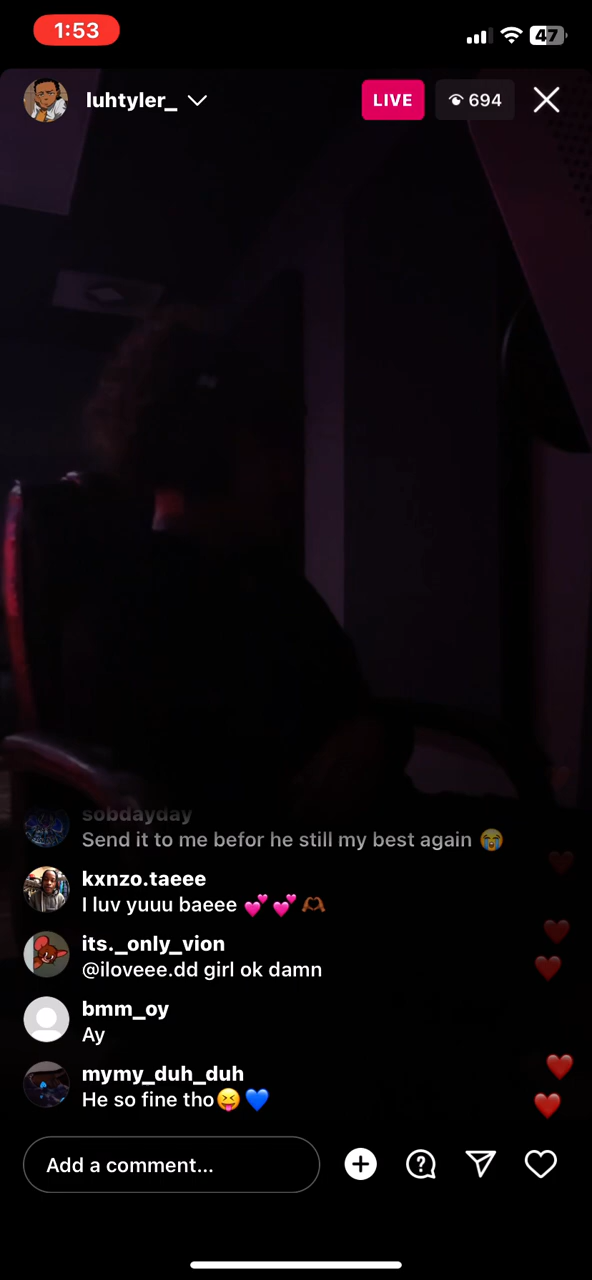 1:53
47
luhtyler_
LIVE
694
sobdayday
Send it to me befor he still my best again 😭
kxnzo.taeee
I luv yuuu baeee 💕 💕 🫶🏾
its._only_vion
@iloveee.dd girl ok damn
bmm_oy
Ay
mymy_duh_duh
He so fine tho😝💙
Add a comment...